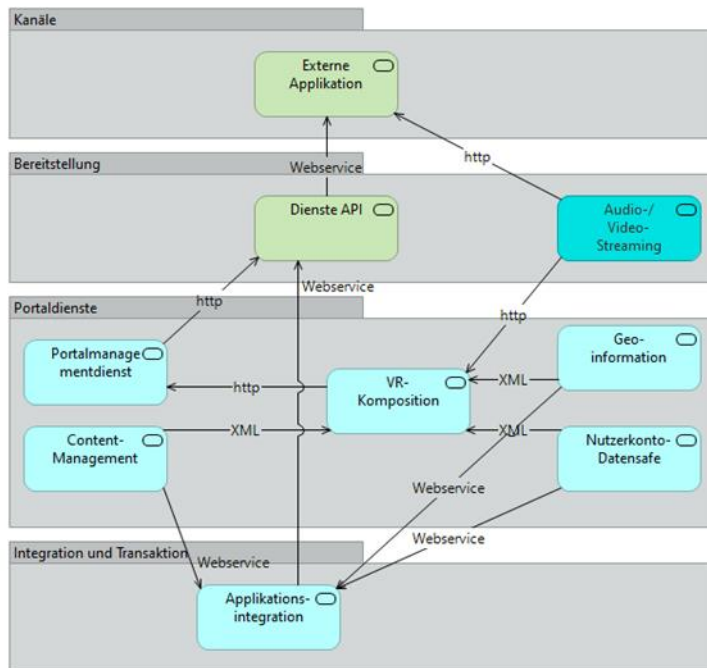 Kanäle
Externe
Applikation
http
Webservice
Bereitstellung
Dienste API
Audio-/
Video-
Streaming
Webservice
http
http
Portaldienste
Portalmanage
mentdienst
Geo-
information
VR-
Komposition
http
XML
Content-
Management
XML
XML
Nutzerkonto-
Datensafe
Webservice
Webservice
Integration und Transaktion
Webservice
Applikations-
integration